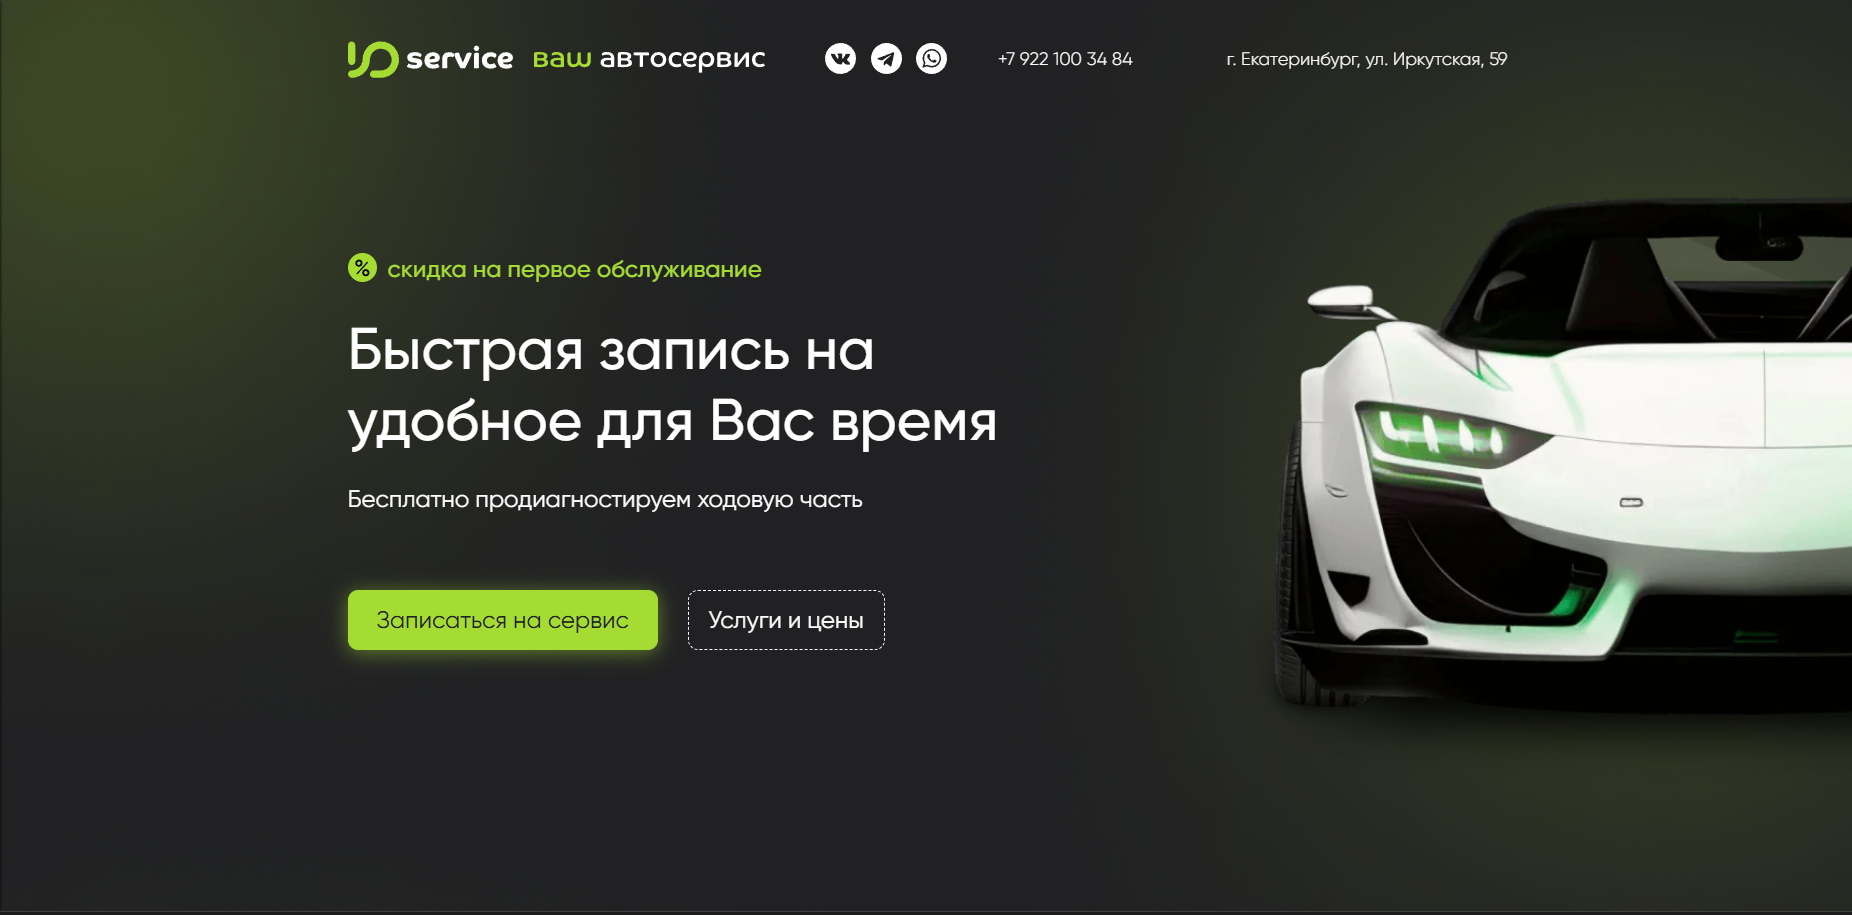 service ваш автосервис +7 922 100 34 84 г. Екатеринбург, ул. Иркутская, 59
% скидка на первое обслуживание
Быстрая запись на
удобное для Вас время
Бесплатно продиагностируем ходовую часть
Записаться на сервис Услуги и цены